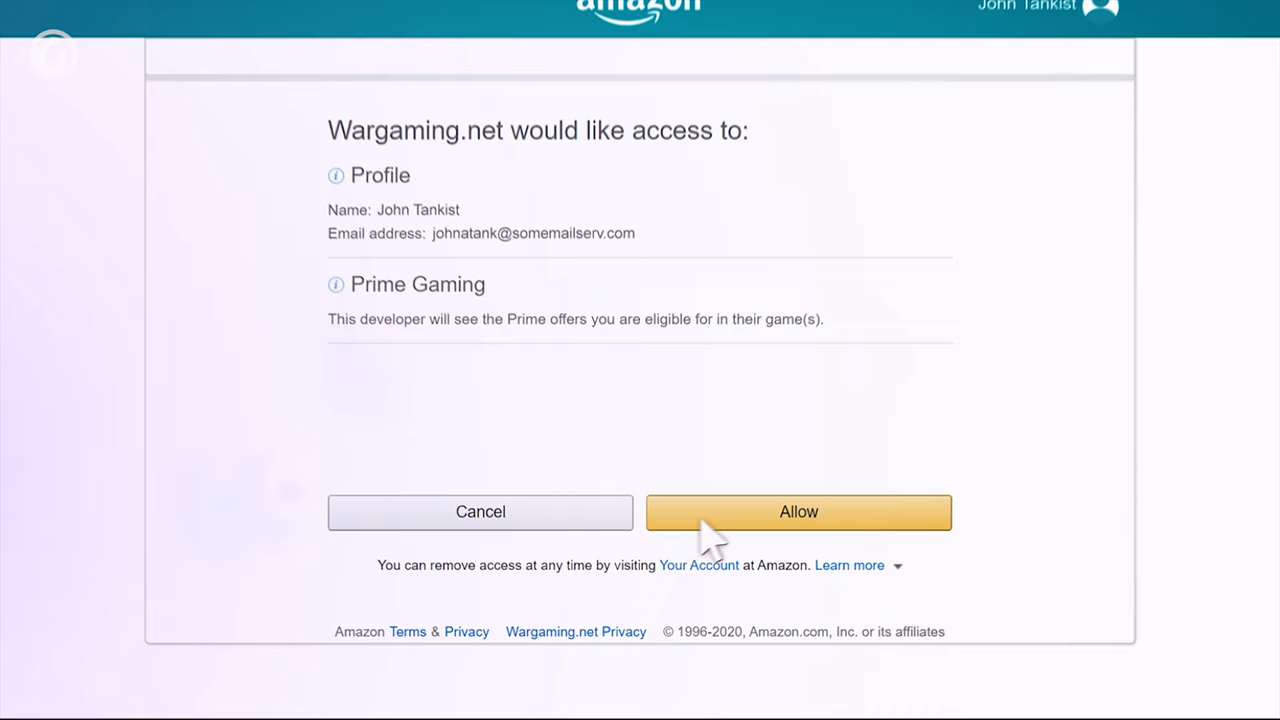 amazon
John Tankist
Wargaming.net would like access to:
Profile
Name: John Tankist
Email address: johnatank@somemailserv.com
Prime Gaming
This developer will see the Prime offers you are eligible for in their game(s).
Cancel
Allow
You can remove access at any time by visiting Your Account at Amazon. Learn more
Amazon Terms & Privacy Wargaming.net Privacy © 1996-2020, Amazon.com, Inc. or its affiliates